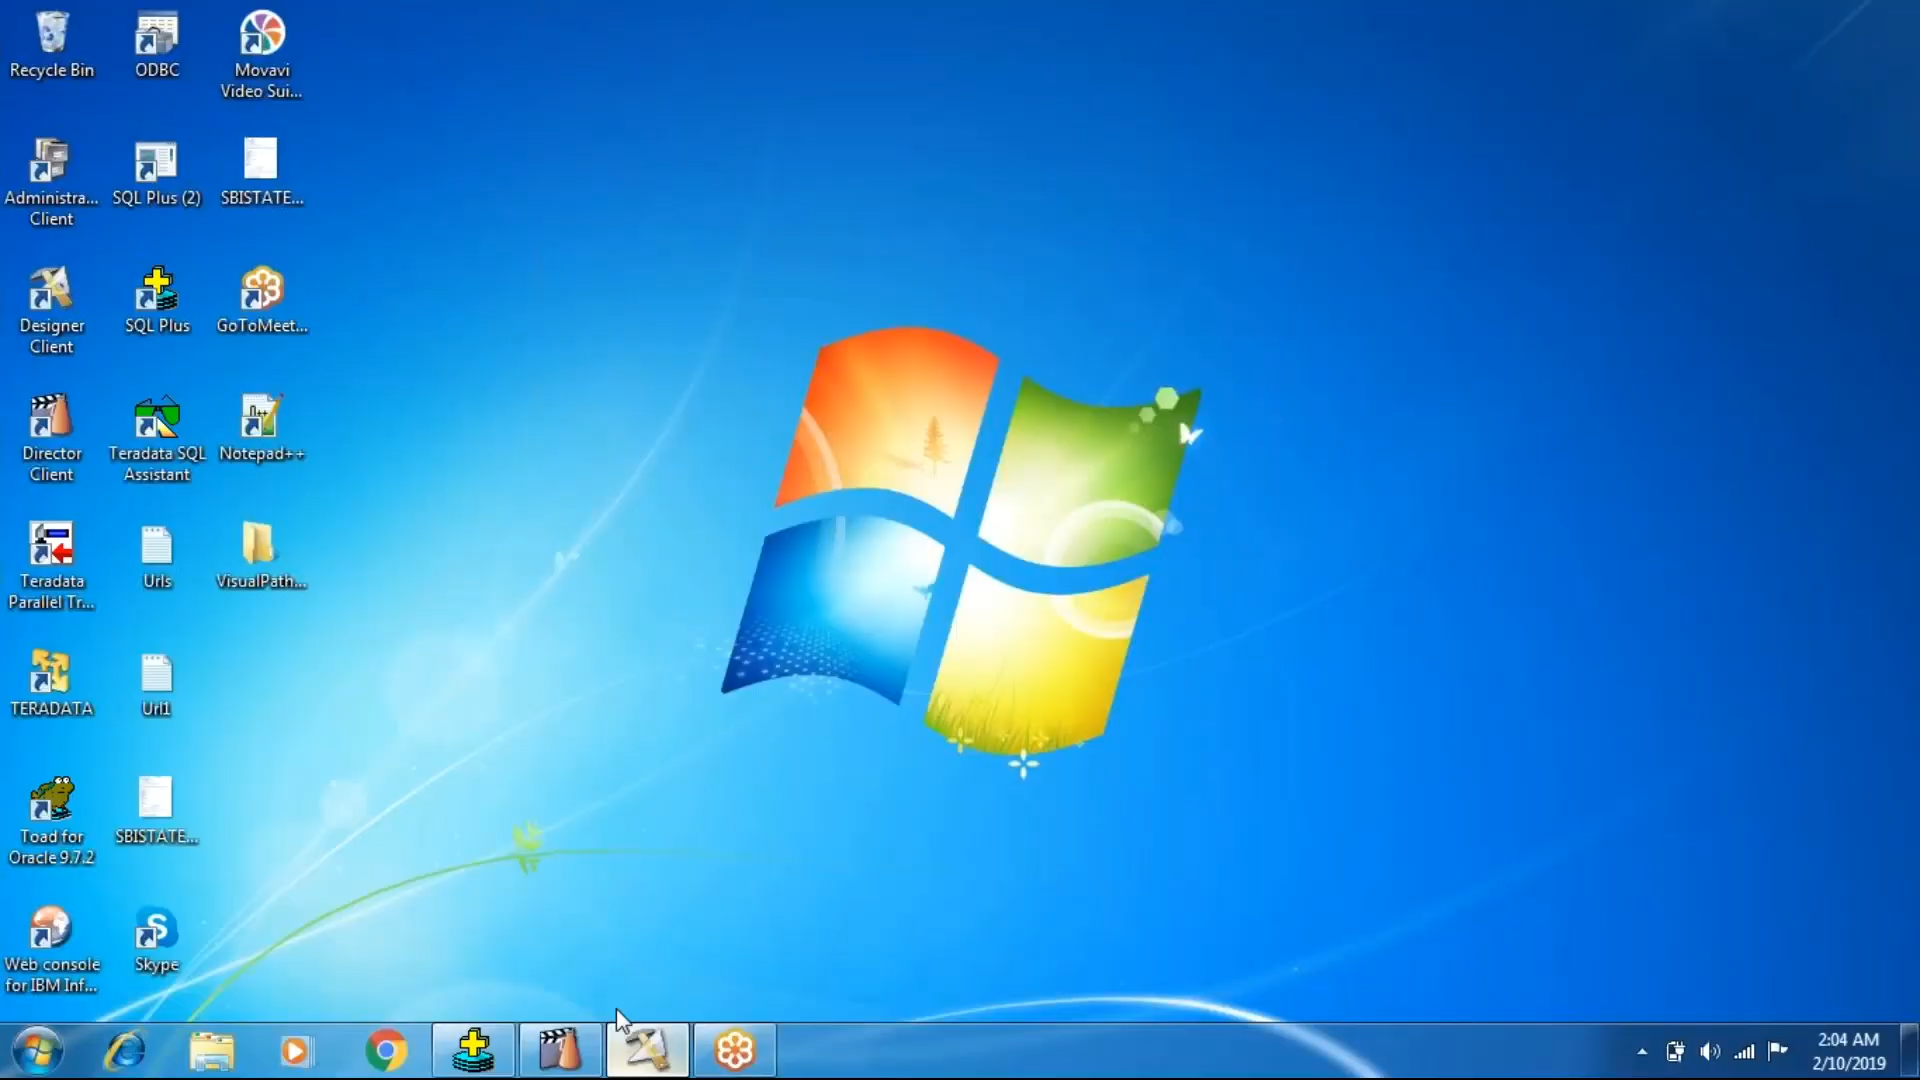 Recycle Bin
ODBC
Movavi
Video Sui...
Administra...
Client
SQL Plus (2)
SBISTATE...
Designer
Client
SQL Plus
GoToMeet...
Director
Client
Teradata SQL
Assistant
Notepad++
Teradata
Parallel Tr...
Urls
VisualPath...
TERADATA
Url1
Toad for
Oracle 9.7.2
SBISTATE...
Web console
for IBM Inf...
Skype
2:04 AM
2/10/2019